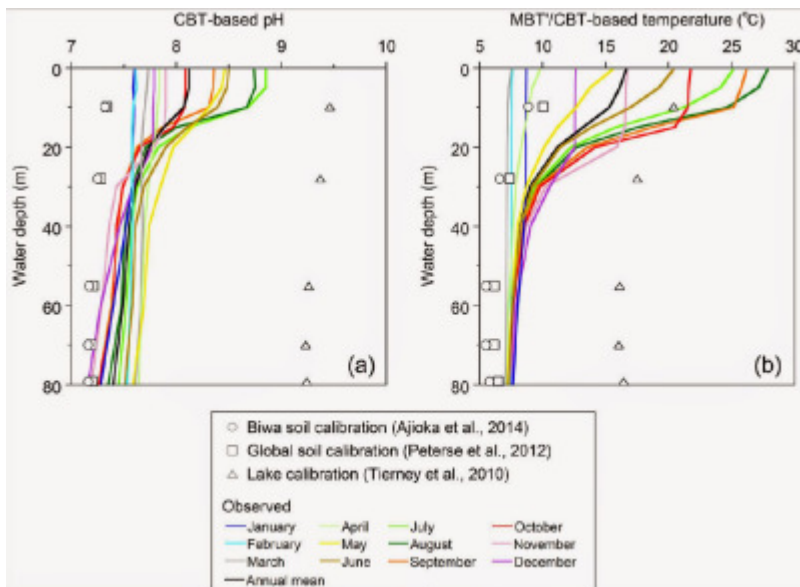 CBT-based pH
7 8 9 10
0
20
40
60
80
Water depth (m)
(a)
MBT'/CBT-based temperature (℃)
5 10 15 20 25 30
0
20
40
60
80
Water depth (m)
(b)
Biwa soil calibration (Ajioka et al., 2014)
Global soil calibration (Peterse et al., 2012)
Lake calibration (Tierney et al., 2010)
Observed
January April July October
February May August November
March June September December
Annual mean